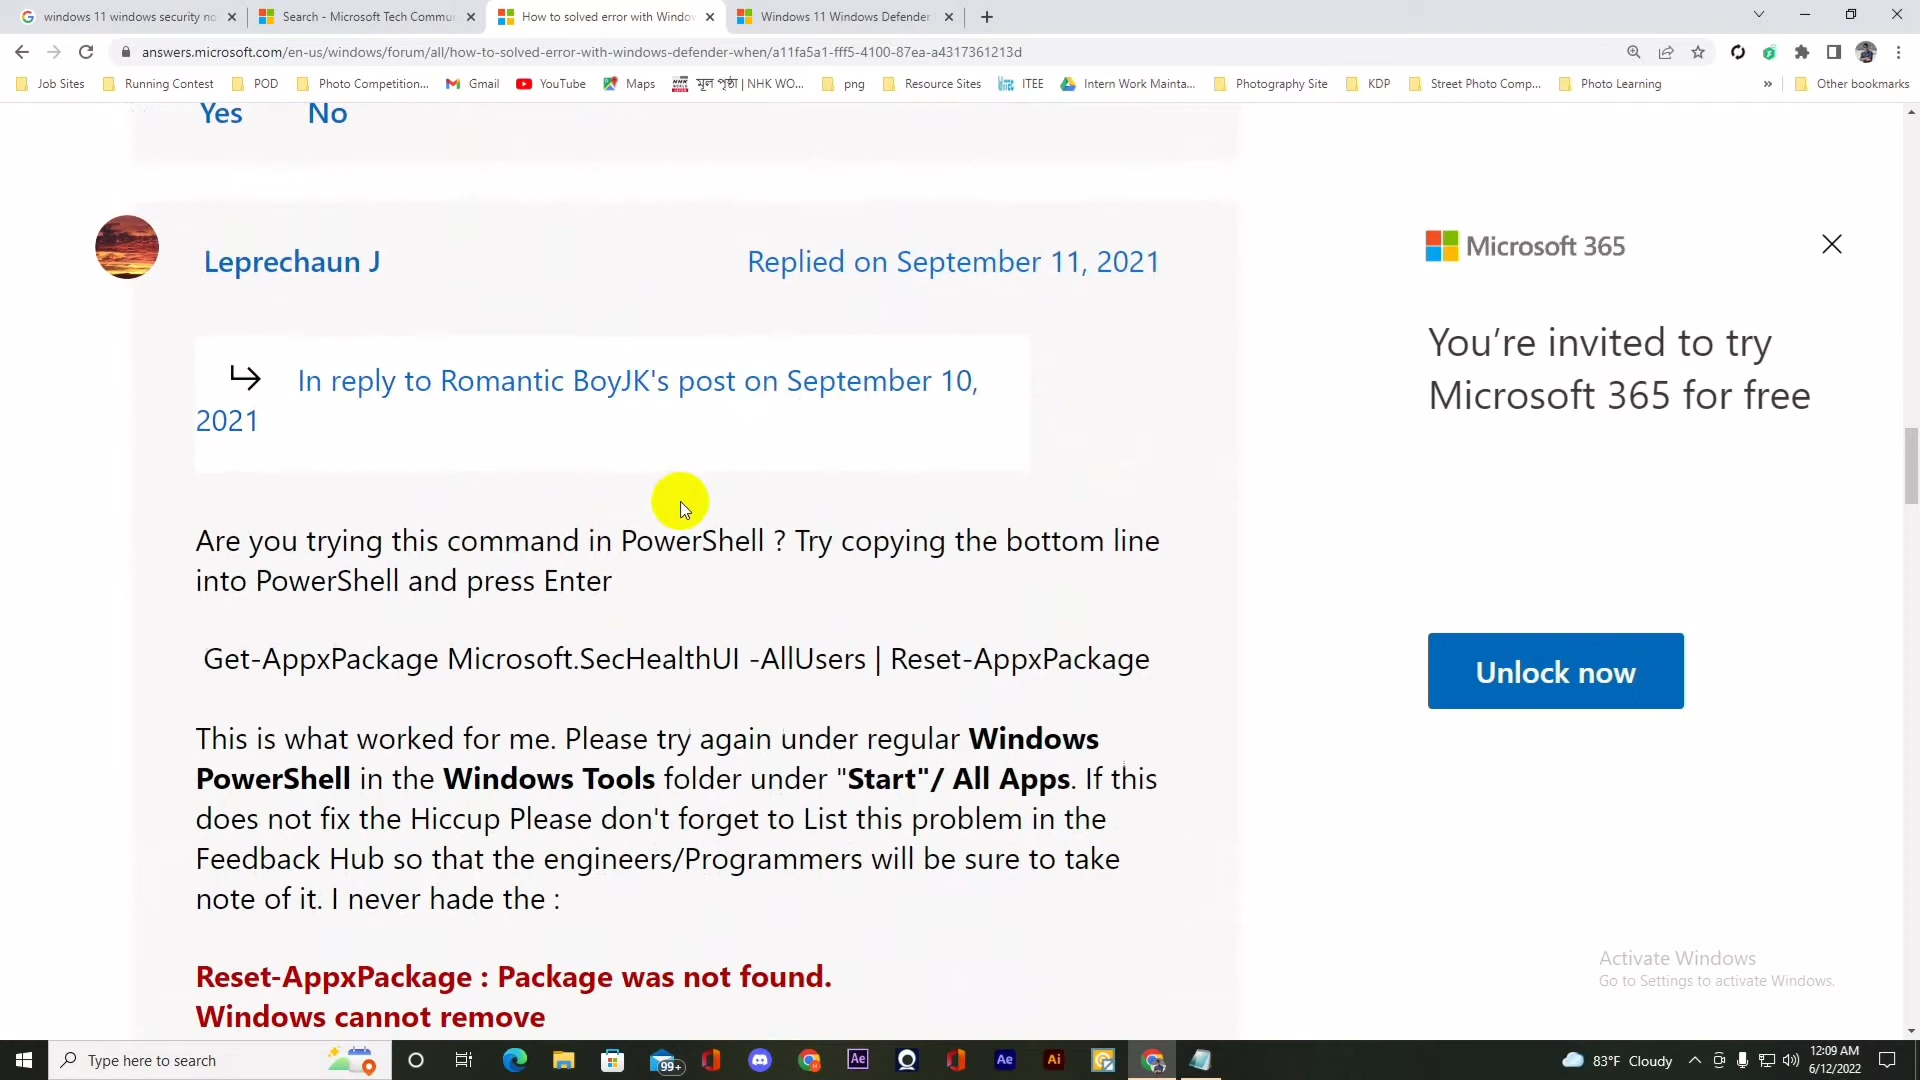 windows 11 windows security no
Search - Microsoft Tech Commu
How to solved error with Window
Windows 11 Windows Defender
answers.microsoft.com/en-us/windows/forum/all/how-to-solved-error-with-windows-defender-when/a11fa5a1-fff5-4100-87ea-a4317361213d
Job Sites
Running Contest
POD
Photo Competition...
Gmail
YouTube
Maps
মূল পৃষ্ঠা | NHK WO...
png
Resource Sites
ITEE
Intern Work Mainta...
Photography Site
KDP
Street Photo Comp...
Photo Learning
»
Other bookmarks
Yes No
Leprechaun J
Replied on September 11, 2021
In reply to Romantic BoyJK's post on September 10,
2021
Are you trying this command in PowerShell ? Try copying the bottom line
into PowerShell and press Enter
Get-AppxPackage Microsoft.SecHealthUI -AllUsers | Reset-AppxPackage
This is what worked for me. Please try again under regular Windows
PowerShell in the Windows Tools folder under "Start"/ All Apps. If this
does not fix the Hiccup Please don't forget to List this problem in the
Feedback Hub so that the engineers/Programmers will be sure to take
note of it. I never hade the :
Reset-AppxPackage : Package was not found.
Windows cannot remove
Microsoft 365
You’re invited to try
Microsoft 365 for free
Unlock now
Activate Windows
Go to Settings to activate Windows.
Type here to search
99+
Ae
Ae
Ai
83°F Cloudy
12:09 AM
6/12/2022